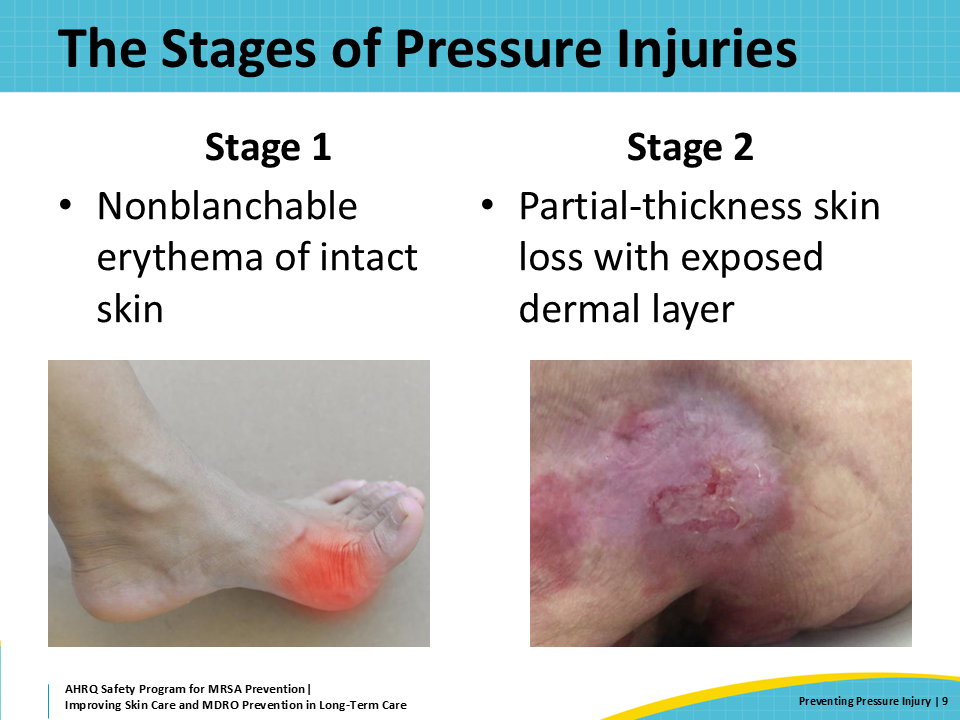 The Stages of Pressure Injuries
Stage 1
• Nonblanchable
erythema of intact
skin
Stage 2
• Partial-thickness skin
loss with exposed
dermal layer
AHRQ Safety Program for MRSA Prevention|
Improving Skin Care and MDRO Prevention in Long-Term Care
Preventing Pressure Injury | 9